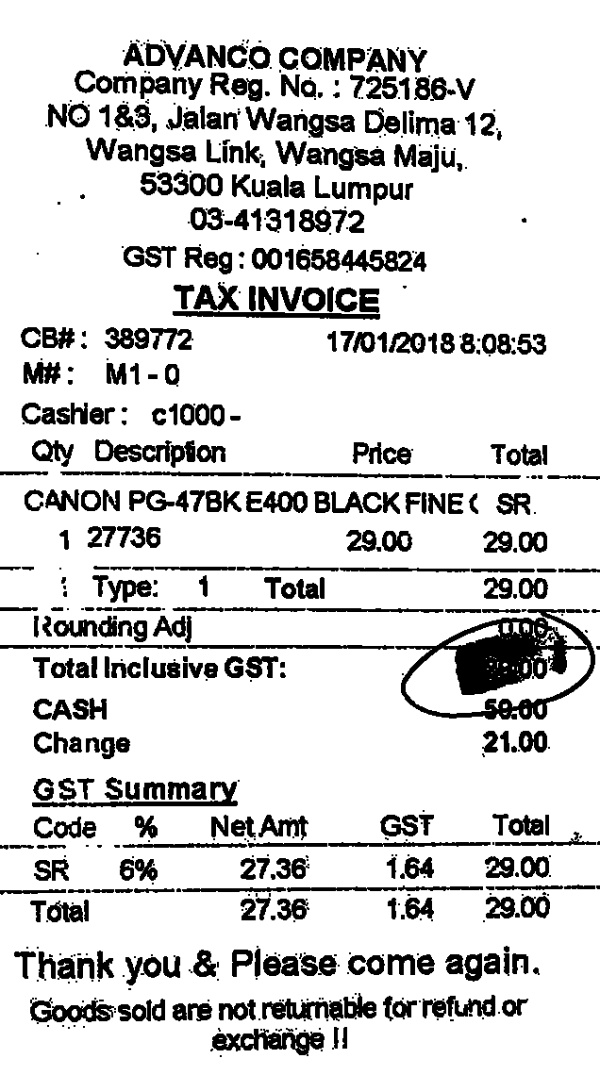 ADVANCO COMPANY
Company Reg. No. : 725186-V
NO 1&3, Jalan Wangsa Delima 12,
Wangsa Link, Wangsa Maju,
53300 Kuala Lumpur
03-41318972
GST Reg : 001658445824
TAX INVOICE
CB# : 389772 17/01/2018 8:08:53
M# : M1 - 0
Cashier : c1000 -
Qty Description Price Total
CANON PG-47BK E400 BLACK FINE ( SR
1 27736 29.00 29.00
Type: 1 Total 29.00
Rounding Adj 0.00
Total Inclusive GST:
CASH 50.00
Change 21.00
GST Summary
Code % Net Amt GST Total
SR 6% 27.36 1.64 29.00
Total 27.36 1.64 29.00
Thank you & Please come again.
Goods sold are not returnable for refund or
exchange !!